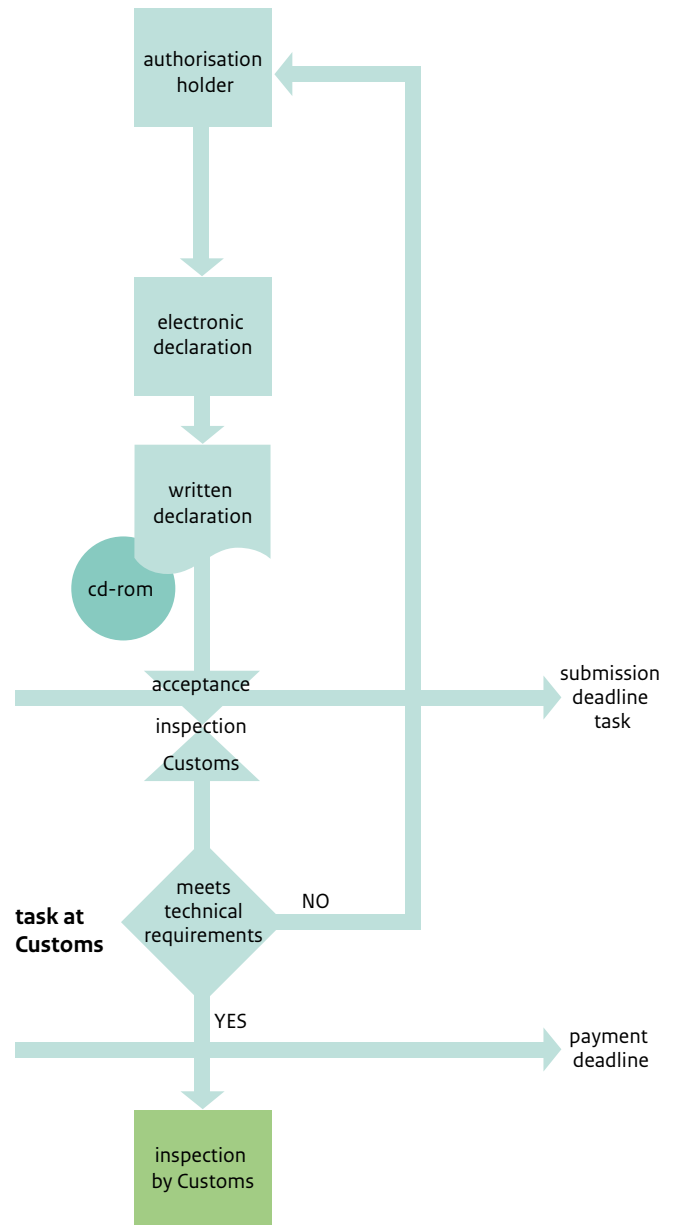 authorisation
holder
electronic
declaration
written
declaration
cd-rom
acceptance
submission
deadline
task
inspection
Customs
meets
technical
requirements
NO
task at
Customs
YES
payment
deadline
inspection
by Customs